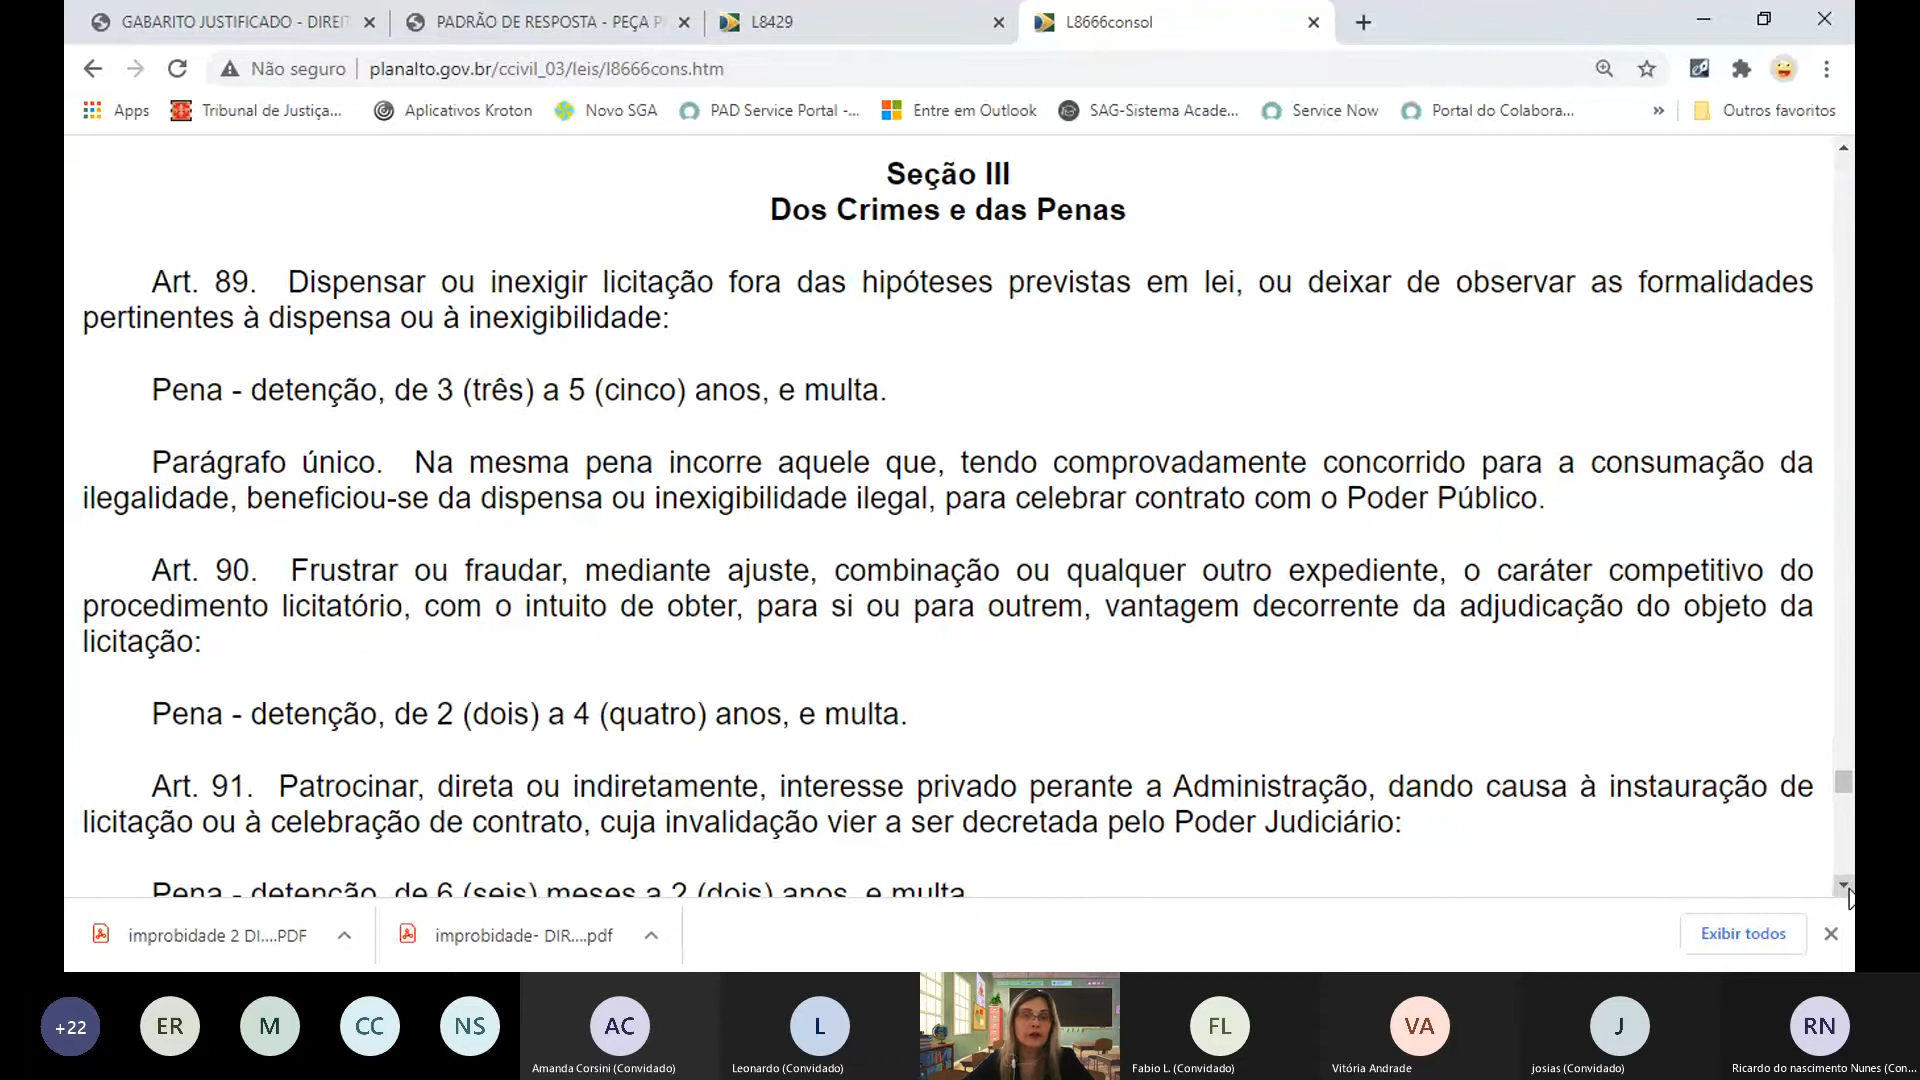 GABARITO JUSTIFICADO - DIREI
PADRÃO DE RESPOSTA - PEÇA P
L8429
L8666consol
Não seguro
planalto.gov.br/ccivil_03/leis/l8666cons.htm
Apps
Tribunal de Justiça...
Aplicativos Kroton
Novo SGA
PAD Service Portal -...
Entre em Outlook
SAG-Sistema Acade...
Service Now
Portal do Colabora...
»
Outros favoritos
Seção III
Dos Crimes e das Penas
Art. 89. Dispensar ou inexigir licitação fora das hipóteses previstas em lei, ou deixar de observar as formalidades
pertinentes à dispensa ou à inexigibilidade:
Pena - detenção, de 3 (três) a 5 (cinco) anos, e multa.
Parágrafo único. Na mesma pena incorre aquele que, tendo comprovadamente concorrido para a consumação da
ilegalidade, beneficiou-se da dispensa ou inexigibilidade ilegal, para celebrar contrato com o Poder Público.
Art. 90. Frustrar ou fraudar, mediante ajuste, combinação ou qualquer outro expediente, o caráter competitivo do
procedimento licitatório, com o intuito de obter, para si ou para outrem, vantagem decorrente da adjudicação do objeto da
licitação:
Pena - detenção, de 2 (dois) a 4 (quatro) anos, e multa.
Art. 91. Patrocinar, direta ou indiretamente, interesse privado perante a Administração, dando causa à instauração de
licitação ou à celebração de contrato, cuja invalidação vier a ser decretada pelo Poder Judiciário:
Pena - detenção, de 6 (seis) meses a 2 (dois) anos, e multa
improbidade 2 DI....PDF
improbidade- DIR....pdf
Exibir todos
+22
ER
M
CC
NS
AC
L
FL
VA
J
RN
Amanda Corsini (Convidado)
Leonardo (Convidado)
Fabio L. (Convidado)
Vitória Andrade
josias (Convidado)
Ricardo do nascimento Nunes (Con...